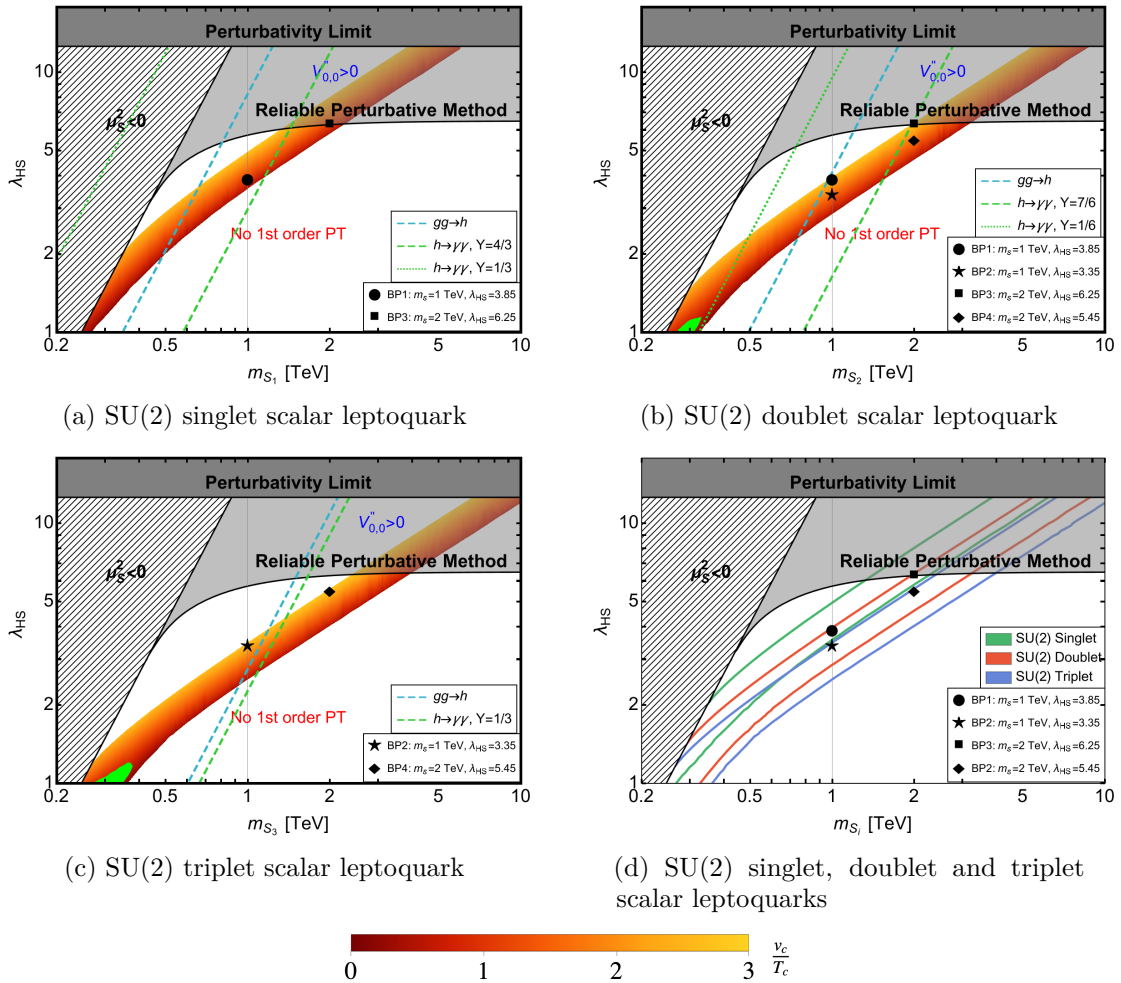 Perturbativity Limit
V''0,0>0
Reliable Perturbative Method
μ²S<0
No 1st order PT
gg→h
h→γγ, Y=4/3
h→γγ, Y=1/3
BP1: ms=1 TeV, λHS=3.85
BP3: ms=2 TeV, λHS=6.25
λHS
10
5
2
1
0.2 0.5 1 2 5 10
mS1 [TeV]
(a) SU(2) singlet scalar leptoquark
Perturbativity Limit
V''0,0>0
Reliable Perturbative Method
μ²S<0
No 1st order PT
gg→h
h→γγ, Y=7/6
h→γγ, Y=1/6
BP1: ms=1 TeV, λHS=3.85
BP2: ms=1 TeV, λHS=3.35
BP3: ms=2 TeV, λHS=6.25
BP4: ms=2 TeV, λHS=5.45
λHS
10
5
2
1
0.2 0.5 1 2 5 10
mS2 [TeV]
(b) SU(2) doublet scalar leptoquark
Perturbativity Limit
V''0,0>0
Reliable Perturbative Method
μ²S<0
No 1st order PT
gg→h
h→γγ, Y=1/3
BP2: ms=1 TeV, λHS=3.35
BP4: ms=2 TeV, λHS=5.45
λHS
10
5
2
1
0.2 0.5 1 2 5 10
mS3 [TeV]
(c) SU(2) triplet scalar leptoquark
Perturbativity Limit
Reliable Perturbative Method
μ²S<0
SU(2) Singlet
SU(2) Doublet
SU(2) Triplet
BP1: ms=1 TeV, λHS=3.85
BP2: ms=1 TeV, λHS=3.35
BP3: ms=2 TeV, λHS=6.25
BP2: ms=2 TeV, λHS=5.45
λHS
10
5
2
1
0.2 0.5 1 2 5 10
mSi [TeV]
(d) SU(2) singlet, doublet and triplet
scalar leptoquarks
0 1 2 3
vc
Tc